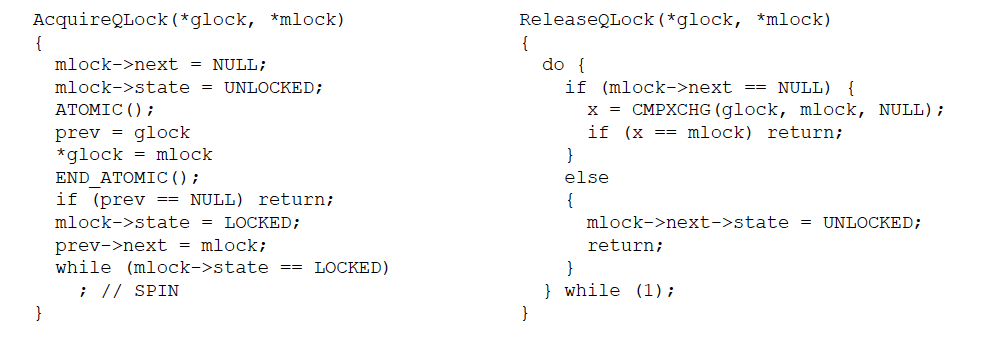 AcquireQLock(*glock, *mlock)
{
  mlock->next = NULL;
  mlock->state = UNLOCKED;
  ATOMIC();
  prev = glock
  *glock = mlock
  END_ATOMIC();
  if (prev == NULL) return;
  mlock->state = LOCKED;
  prev->next = mlock;
  while (mlock->state == LOCKED)
    ; // SPIN
}
ReleaseQLock(*glock, *mlock)
{
  do {
    if (mlock->next == NULL) {
      x = CMPXCHG(glock, mlock, NULL);
      if (x == mlock) return;
    }
    else
    {
      mlock->next->state = UNLOCKED;
      return;
    }
  } while (1);
}